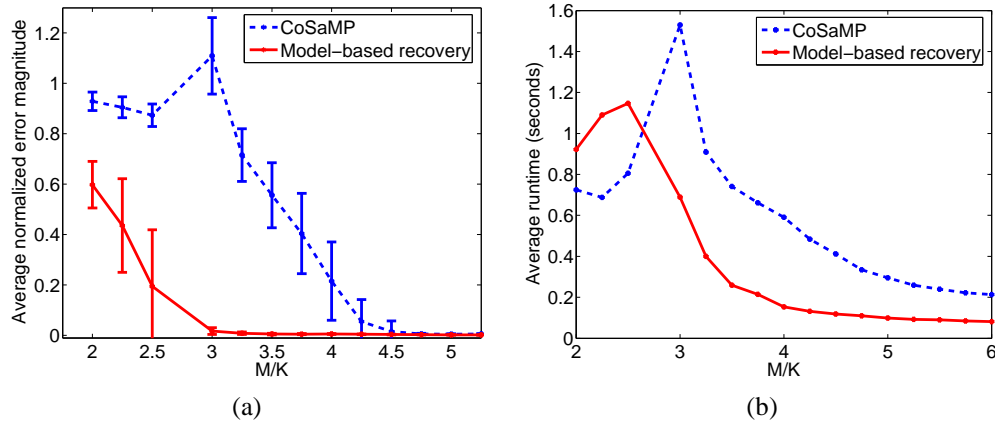 Average normalized error magnitude
1.2
1
0.8
0.6
0.4
0.2
0
2
2.5
3
3.5
4
4.5
5
M/K
CoSaMP
Model−based recovery
(a)
Average runtime (seconds)
1.6
1.4
1.2
1
0.8
0.6
0.4
0.2
0
2
3
4
5
6
M/K
CoSaMP
Model−based recovery
(b)